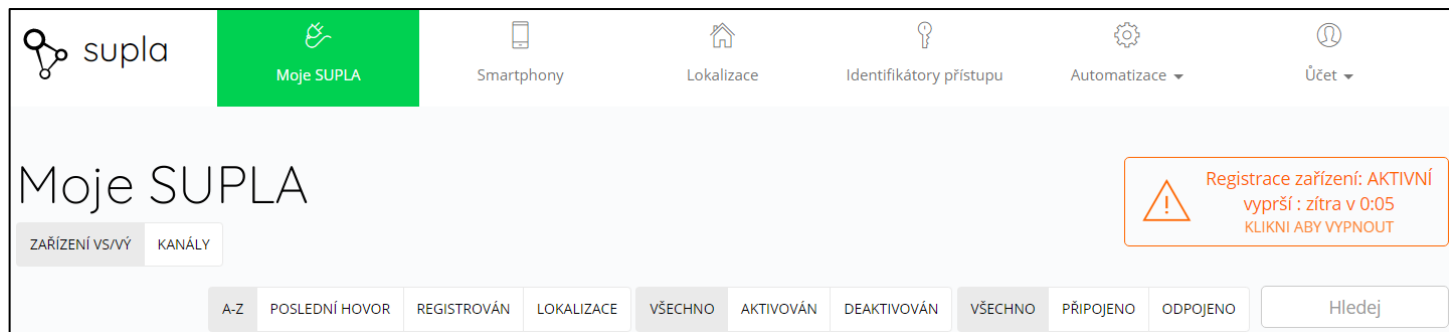 supla
Moje SUPLA
Smartphony
Lokalizace
Identifikátory přístupu
Automatizace
Účet
Moje SUPLA
Registrace zařízení: AKTIVNÍ
vyprší : zítra v 0:05
KLIKNI ABY VYPNOUT
ZAŘÍZENÍ VS/VÝ KANÁLY
A-Z POSLEDNÍ HOVOR REGISTROVÁN LOKALIZACE VŠECHNO AKTIVOVÁN DEAKTIVOVÁN VŠECHNO PŘIPOJENO ODPOJENO Hledej